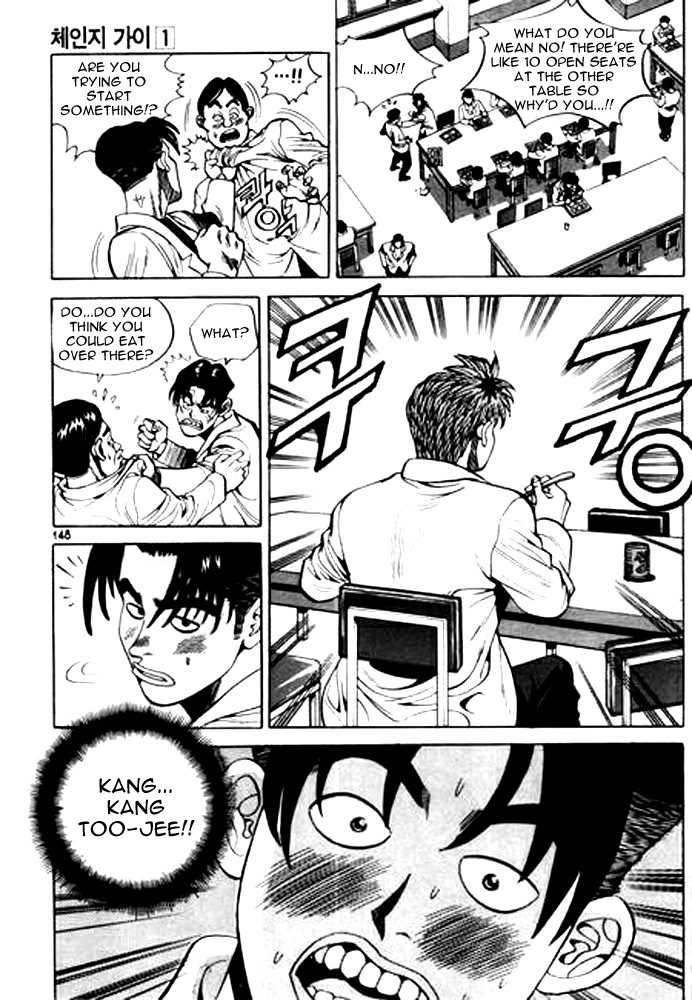 체인지 가이 1
ARE YOU
TRYING TO
START
SOMETHING!?
...!!
N...NO!!
WHAT DO YOU
MEAN NO! THERE'RE
LIKE 10 OPEN SEATS
AT THE OTHER
TABLE SO
WHY'D YOU...!!
DO...DO YOU
THINK YOU
COULD EAT
OVER THERE?
WHAT?
쿠궁
148
KANG...
KANG
TOO-JEE!!